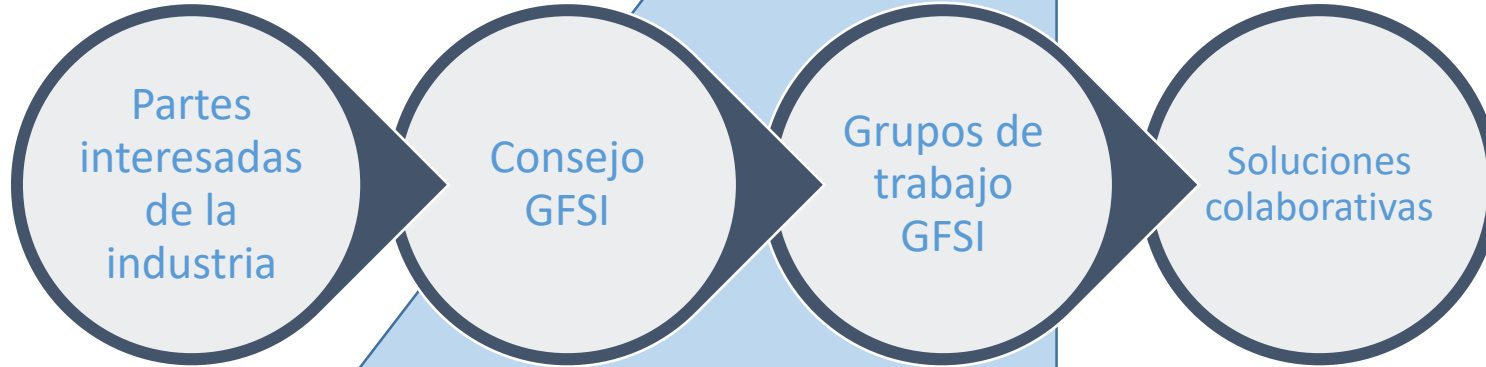 Partes
interesadas
de la
industria
Consejo
GFSI
Grupos de
trabajo
GFSI
Soluciones
colaborativas